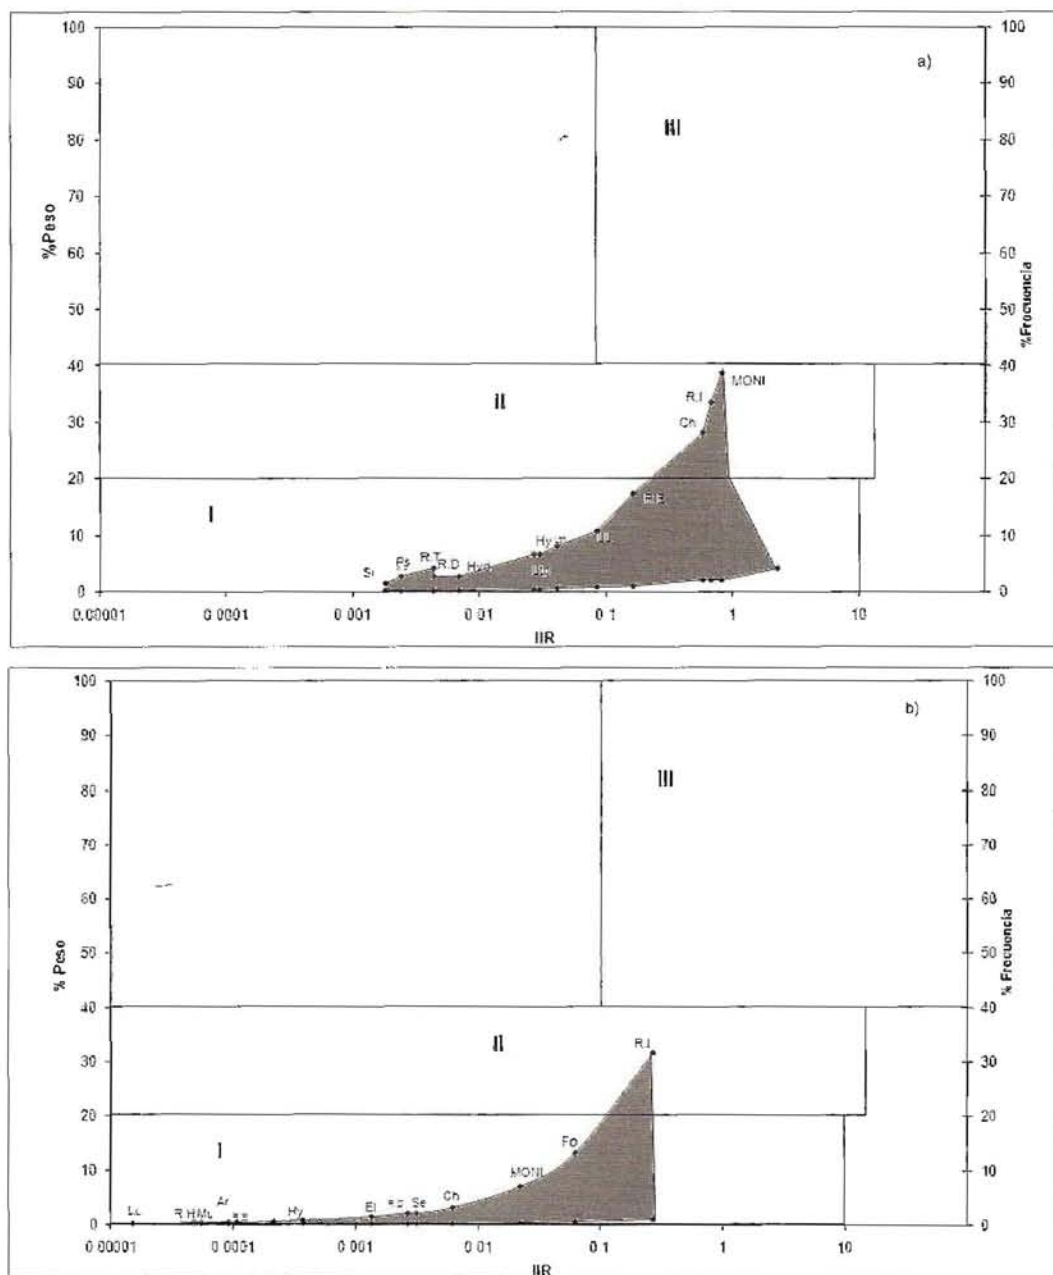 a)
100 100
90 90
80 80
70 70
60 60
50 50
40 40
30 30
20 20
10 10
0 0
%Peso
%Frecuencia
III
II
I
MONI
R.I
Ch
Hy
Ps
R.T
R.D
0.00001 0.0001 0.001 0.01 0.1 1 10
IIR
b)
100 100
90 90
80 80
70 70
60 60
50 50
40 40
30 30
20 20
10 10
0 0
% Peso
% Frecuencia
III
II
I
R.I
Fo
MONI
Ch
Se
El
Hy
Ar
R.H Mu
0.00001 0.0001 0.001 0.01 0.1 1 10
IIR